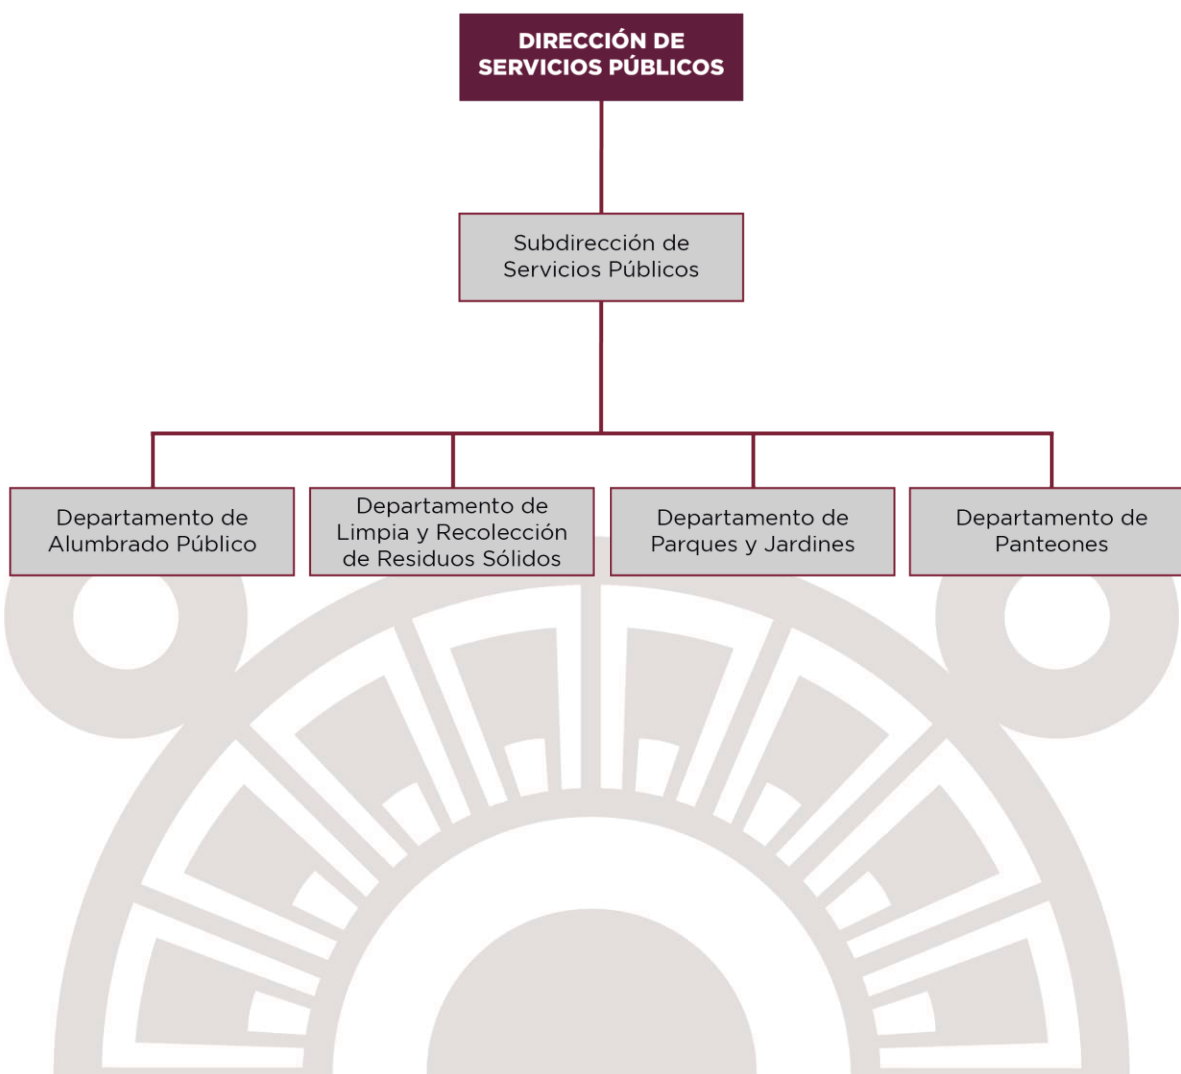 DIRECCIÓN DE
SERVICIOS PÚBLICOS
Subdirección de
Servicios Públicos
Departamento de
Alumbrado Público
Departamento de
Limpia y Recolección
de Residuos Sólidos
Departamento de
Parques y Jardines
Departamento de
Panteones